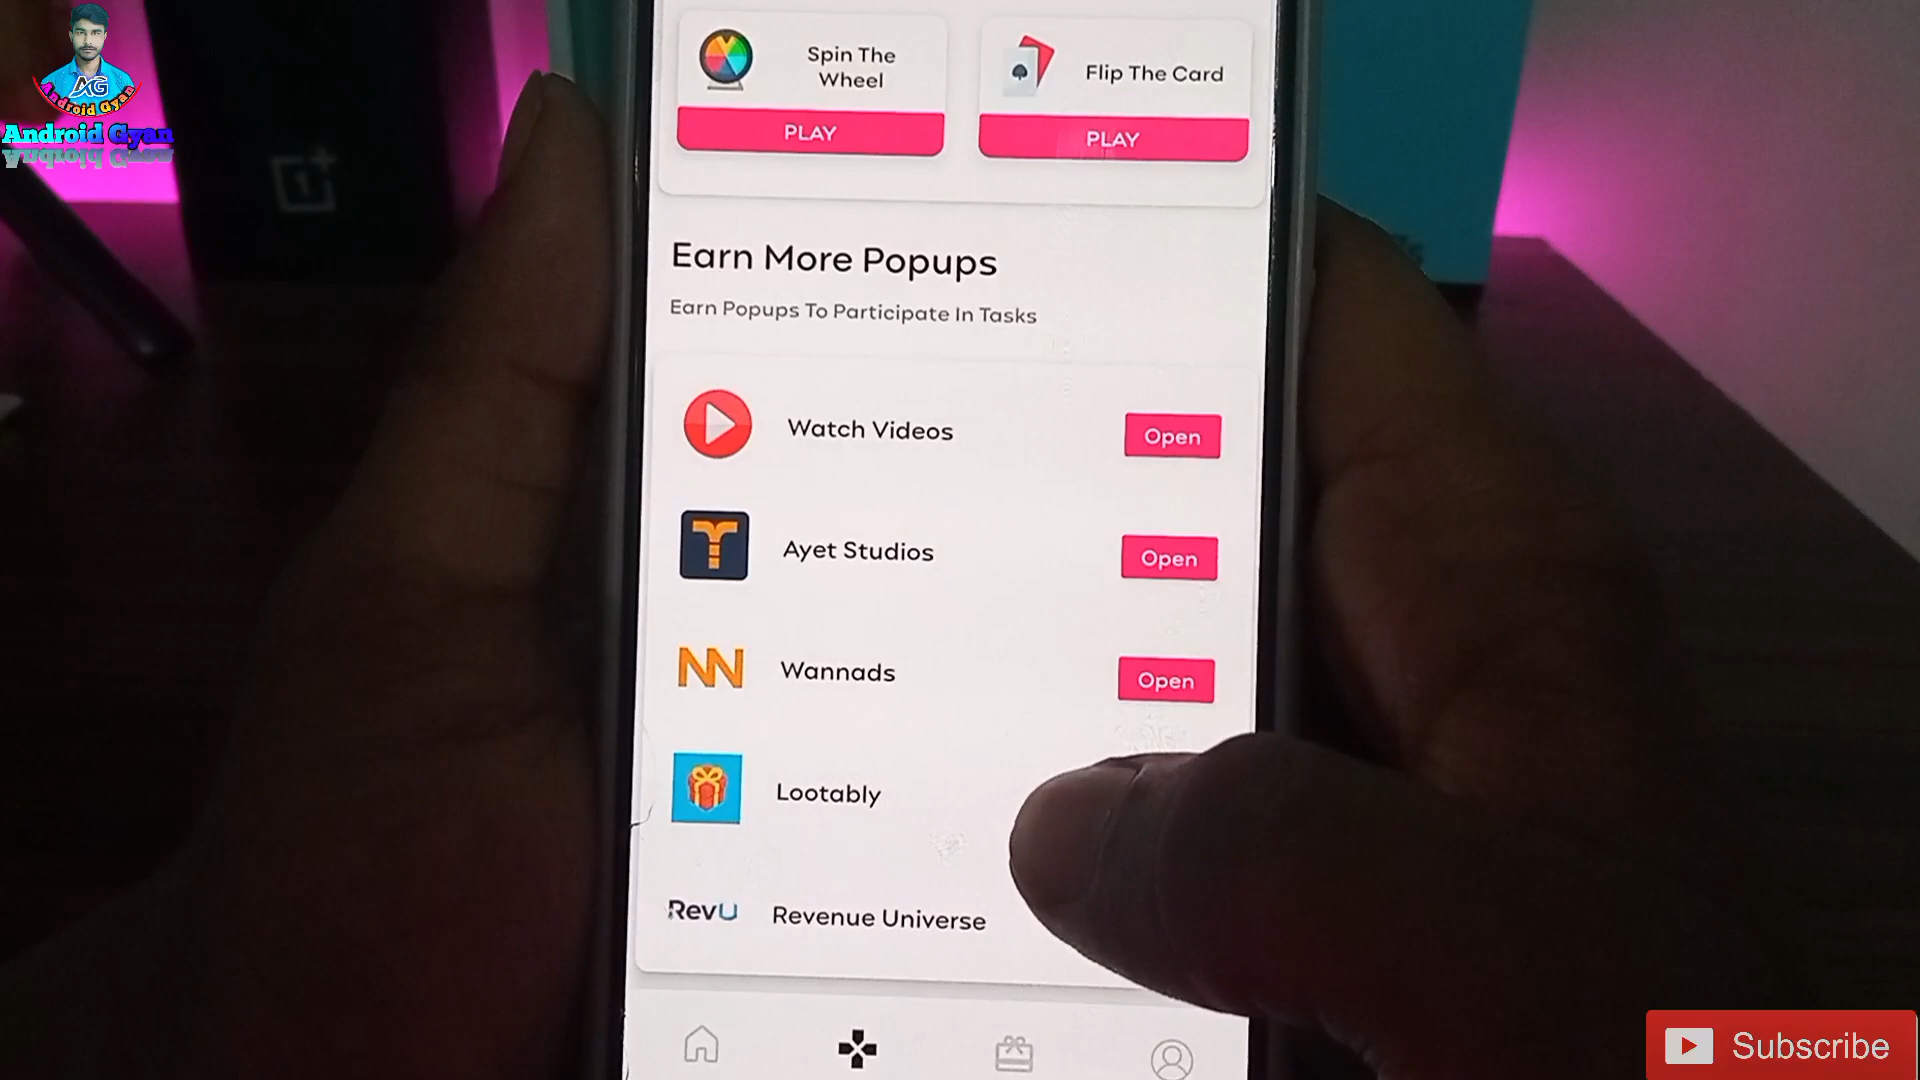 AG
Android Gyan
Android Gyan
Spin The
Wheel
Flip The Card
PLAY
PLAY
Earn More Popups
Earn Popups To Participate In Tasks
Watch Videos
Open
Ayet Studios
Open
Wannads
Open
Lootably
RevU
Revenue Universe
Subscribe